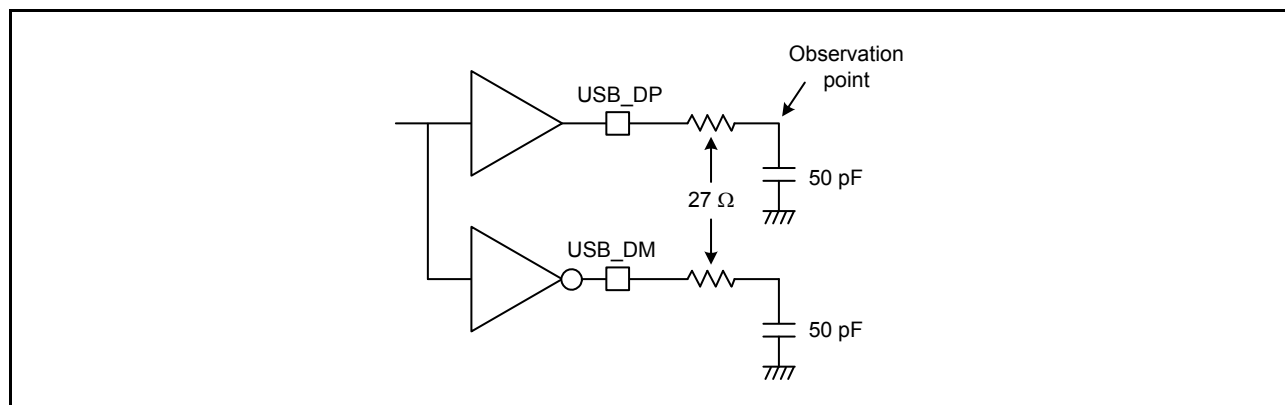 Observation
point
USB_DP
50 pF
27 Ω
USB_DM
50 pF